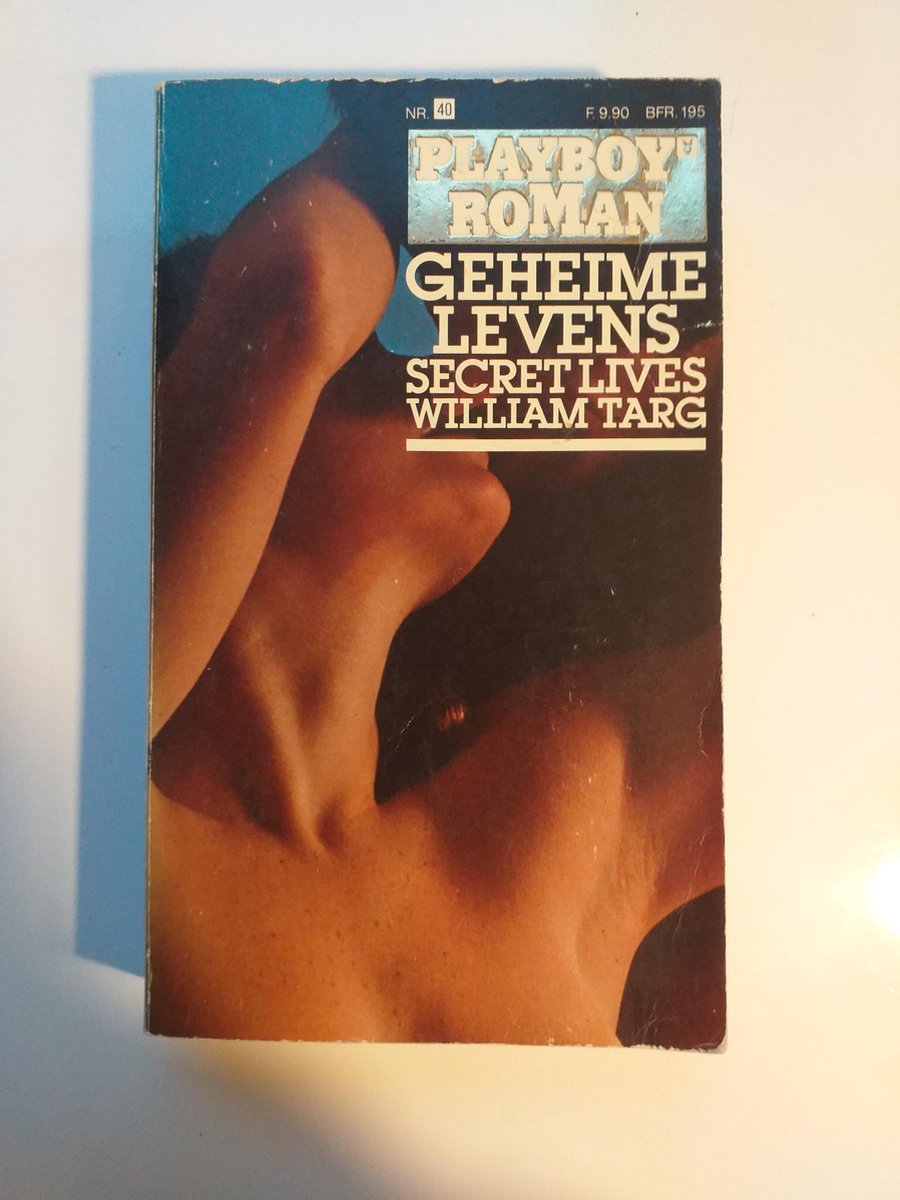 NR. 40 F. 9.90 BFR. 195
PLAYBOY
ROMAN
GEHEIME
LEVENS
SECRET LIVES
WILLIAM TARG